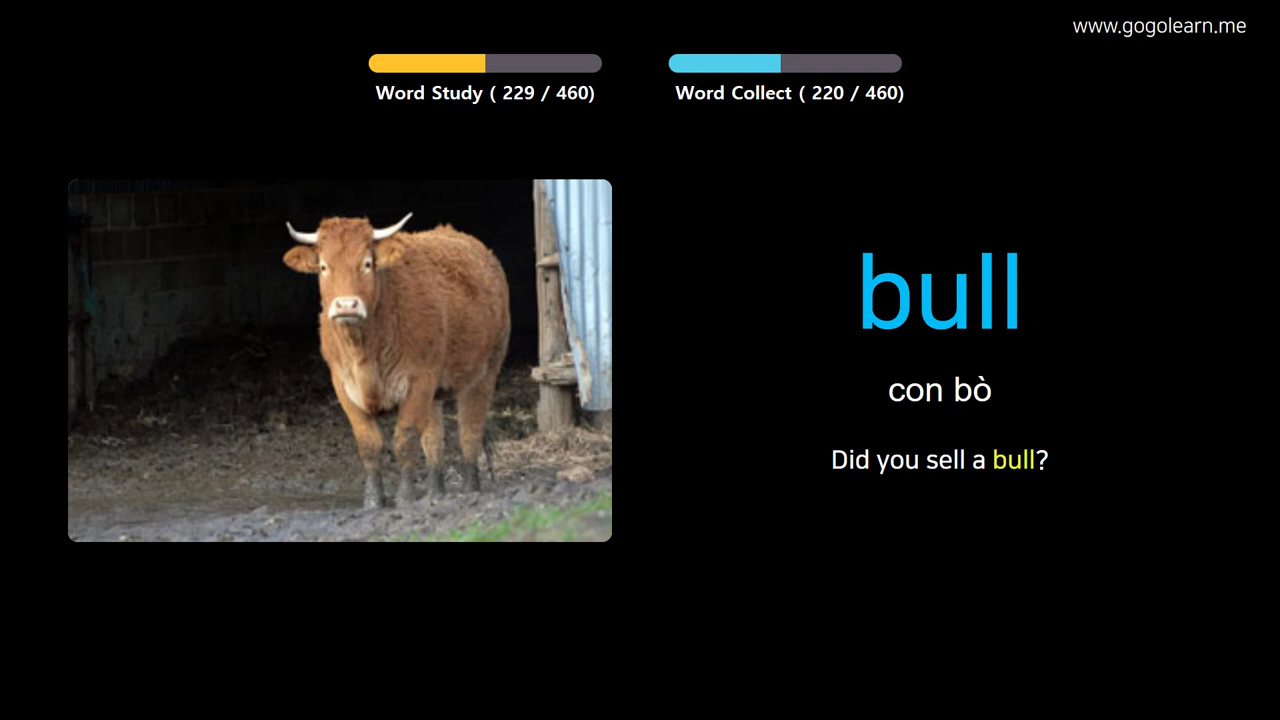 www.gogolearn.me
Word Study ( 229 / 460)
Word Collect ( 220 / 460)
bull
con bò
Did you sell a bull?